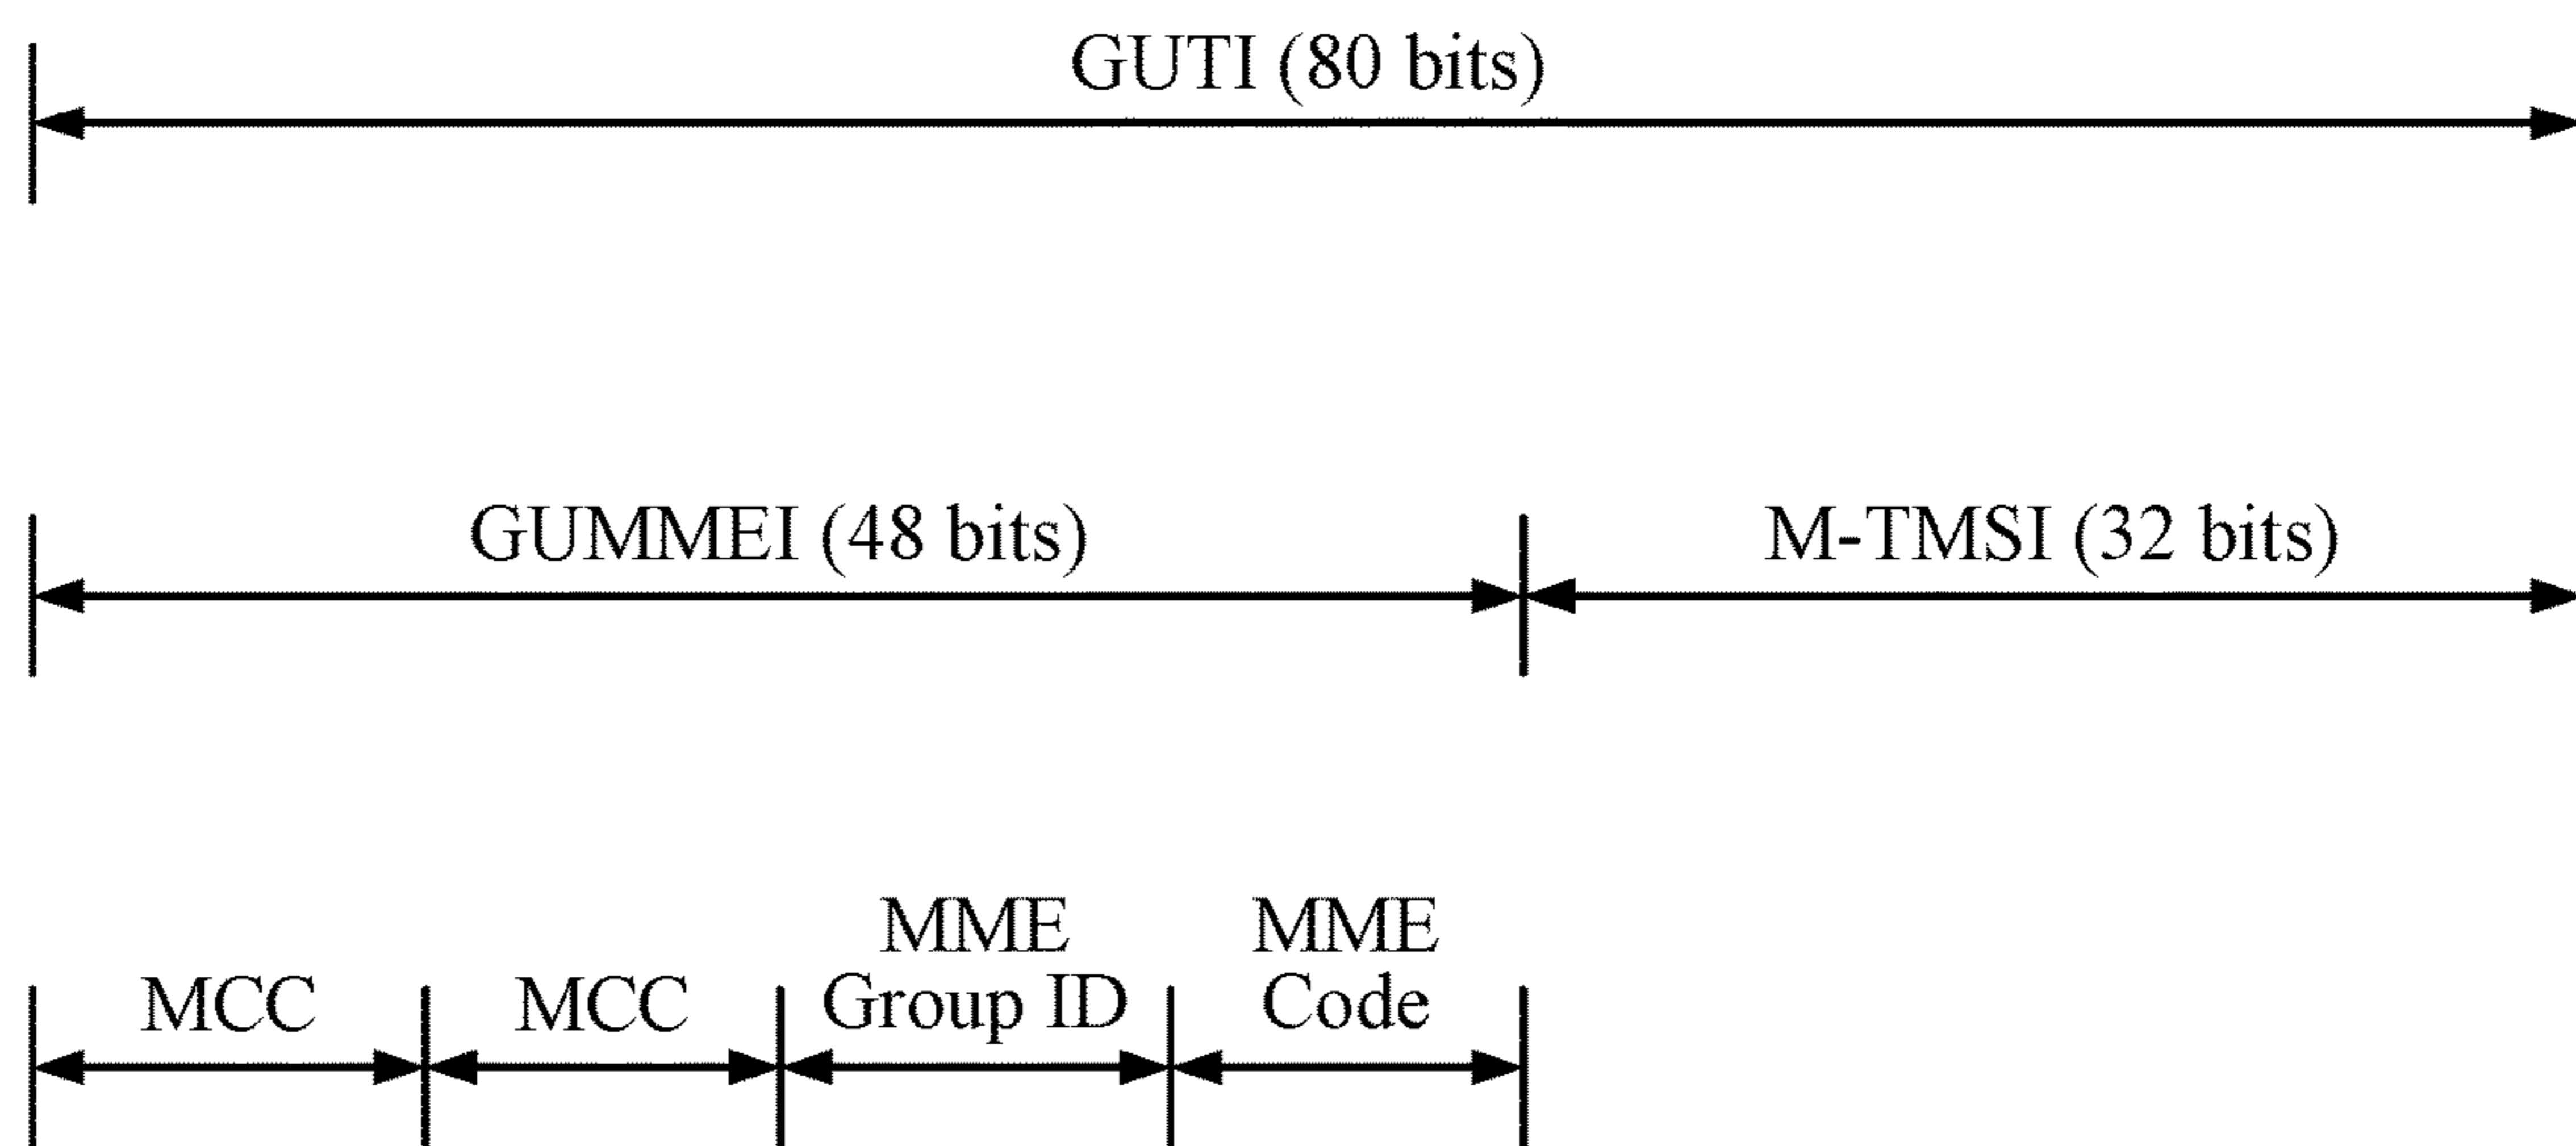 GUTI (80 bits)
GUMMEI (48 bits) M-TMSI (32 bits)
MCC MCC MME Group ID MME Code